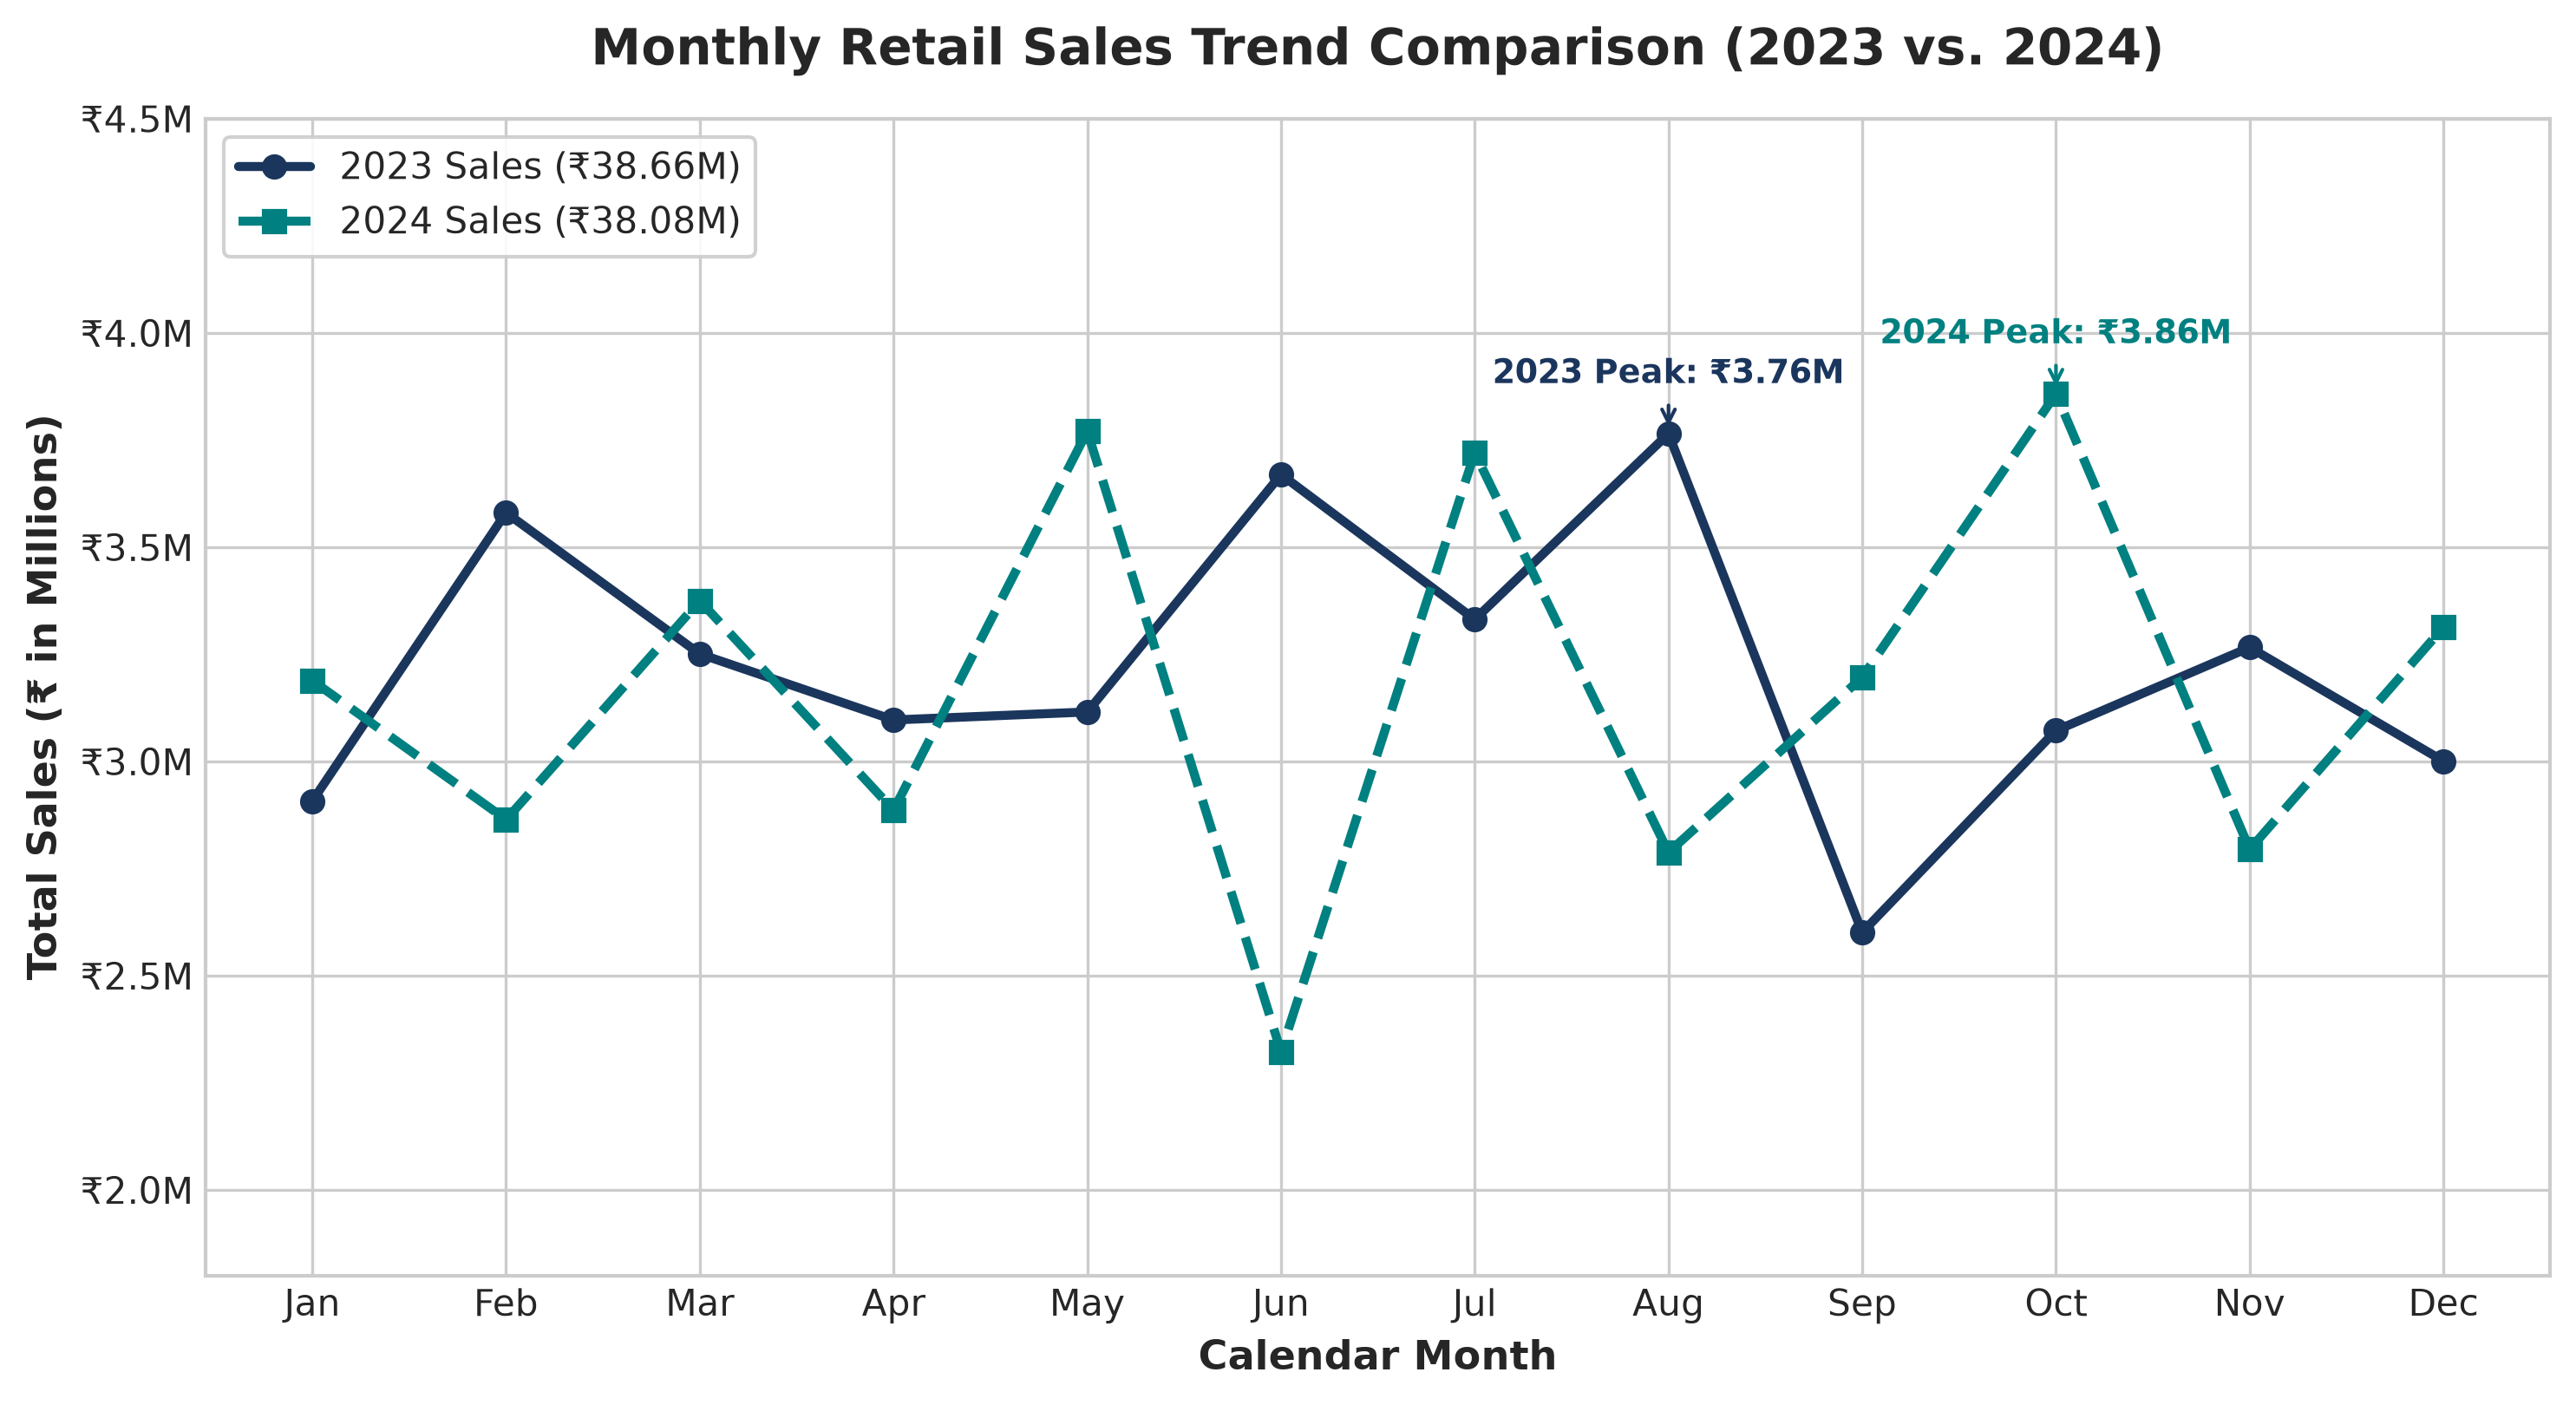 Monthly Retail Sales Trend Comparison (2023 vs. 2024)
₹4.5M
2023 Sales (₹38.66M)
2024 Sales (₹38.08M)
₹4.0M
2024 Peak: ₹3.86M
2023 Peak: ₹3.76M
₹3.5M
₹3.0M
₹2.5M
₹2.0M
Total Sales (₹ in Millions)
Jan Feb Mar Apr May Jun Jul Aug Sep Oct Nov Dec
Calendar Month